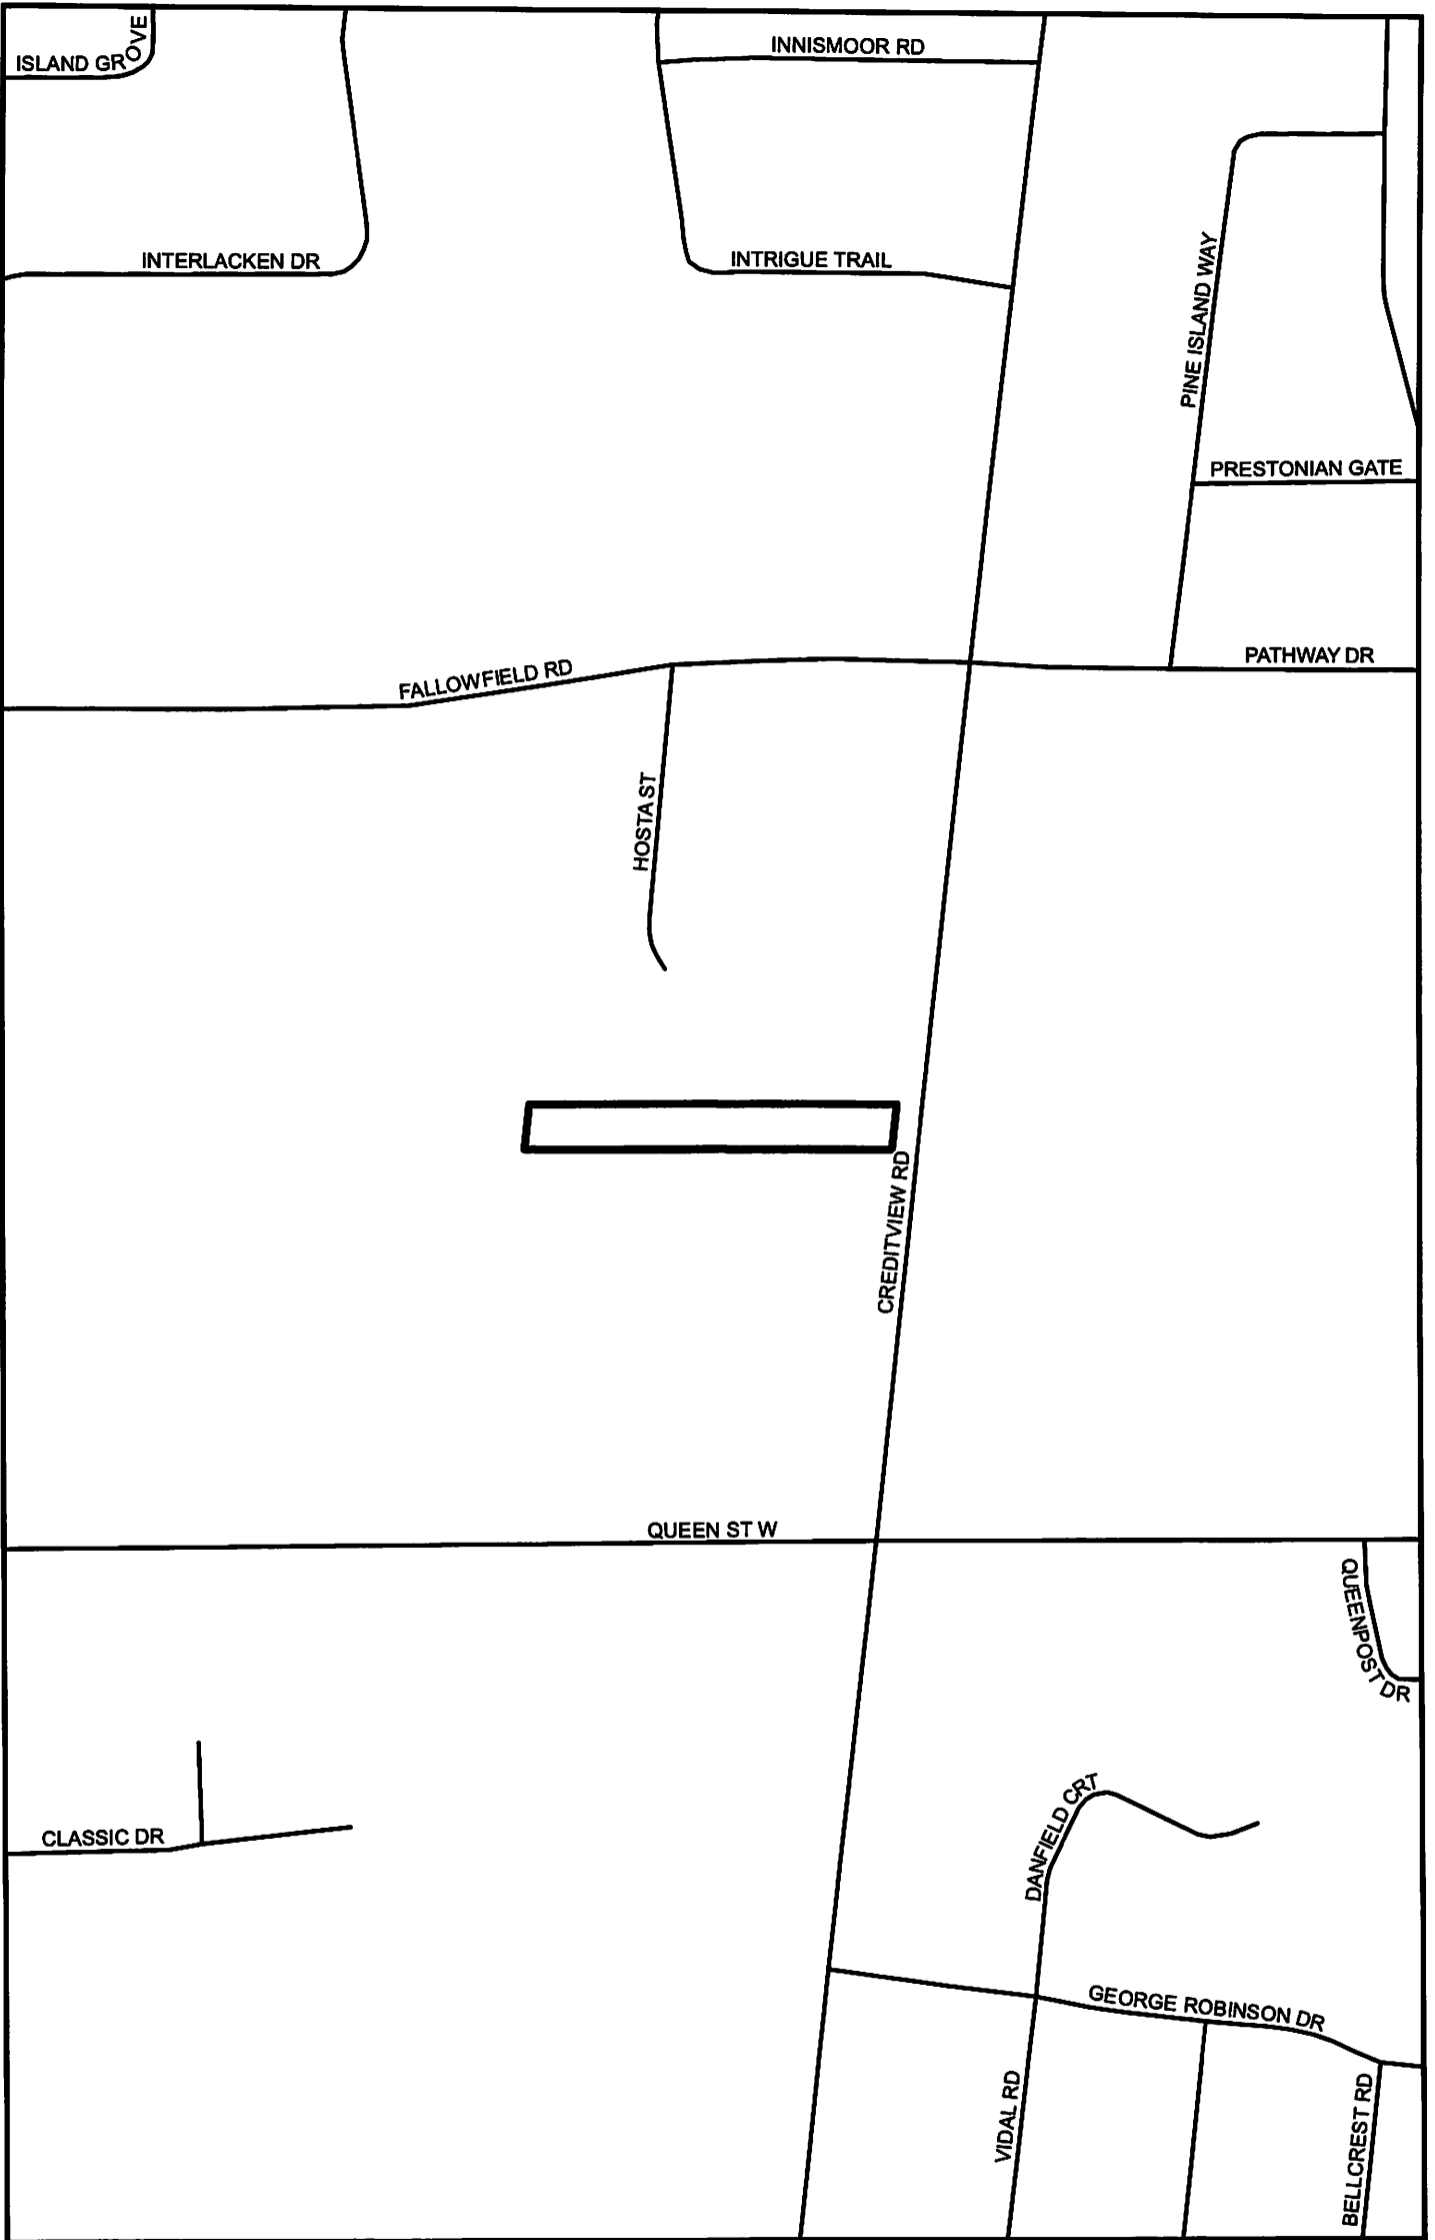 ISLAND GROVE
INNISMOOR RD
INTERLACKEN DR
INTRIGUE TRAIL
PINE ISLAND WAY
PRESTONIAN GATE
PATHWAY DR
FALLOWFIELD RD
HOSTA ST
CREDITVIEW RD
QUEEN ST W
QUEENPOST DR
CLASSIC DR
DANFIELD CRT
GEORGE ROBINSON DR
VIDAL RD
BELLCREST RD